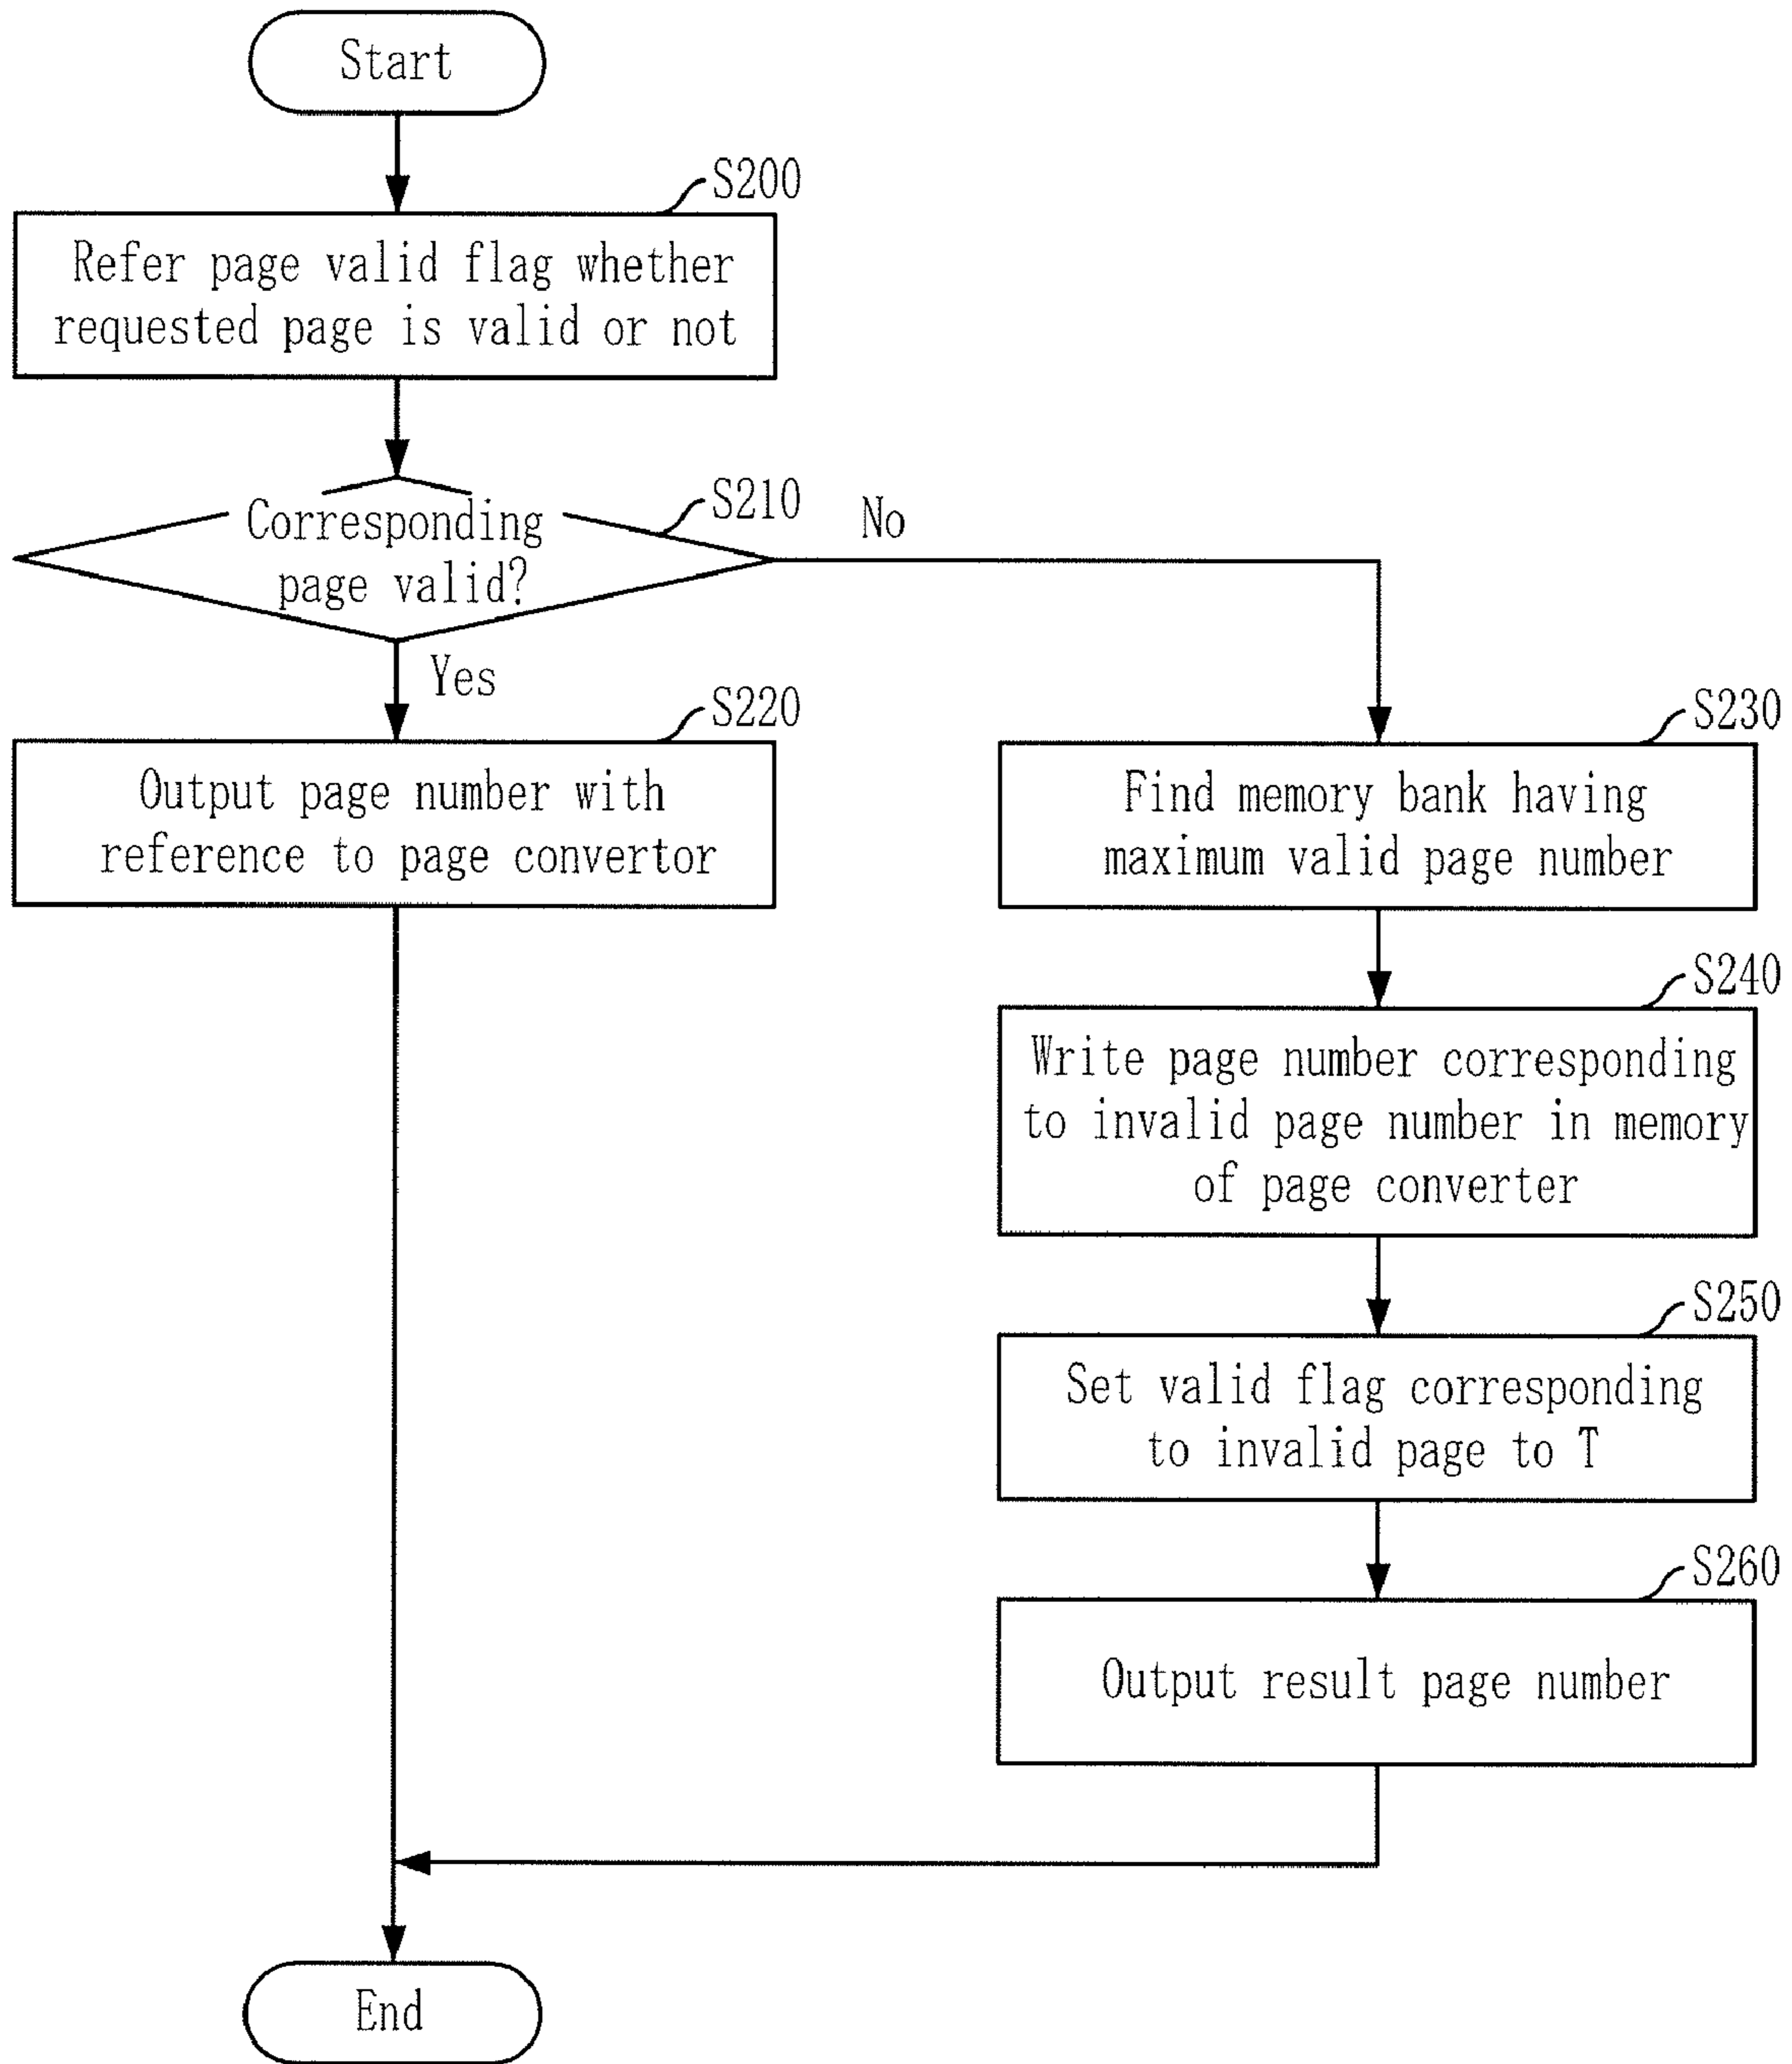 Start
S200
Refer page valid flag whether
requested page is valid or not
S210
Corresponding
page valid?
No
Yes
S220
Output page number with
reference to page convertor
S230
Find memory bank having
maximum valid page number
S240
Write page number corresponding
to invalid page number in memory
of page converter
S250
Set valid flag corresponding
to invalid page to T
S260
Output result page number
End